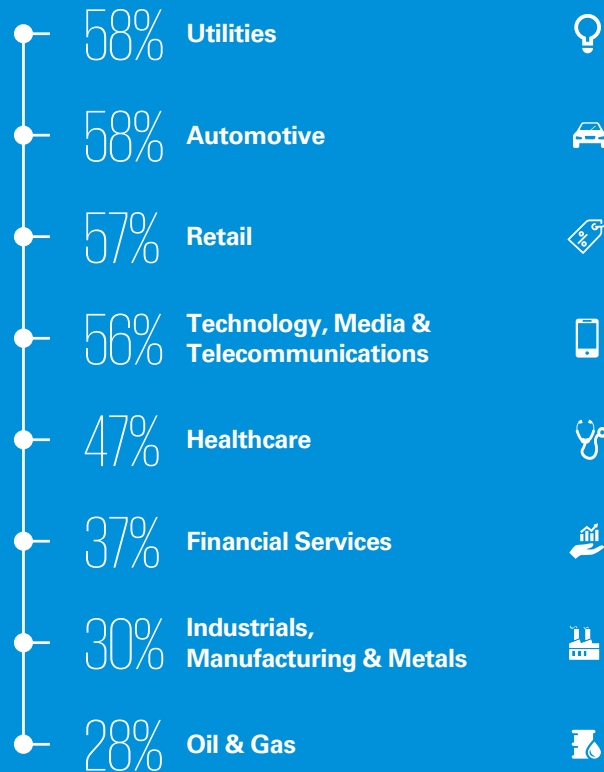 58% Utilities
58% Automotive
57% Retail
56% Technology, Media &
Telecommunications
47% Healthcare
37% Financial Services
30% Industrials,
Manufacturing & Metals
28% Oil & Gas